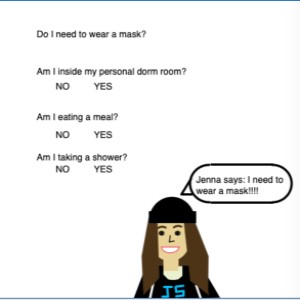 Do I need to wear a mask?
Am I inside my personal dorm room?
NO YES
Am I eating a meal?
NO YES
Am I taking a shower?
NO YES
Jenna says: I need to
wear a mask!!!!
JS